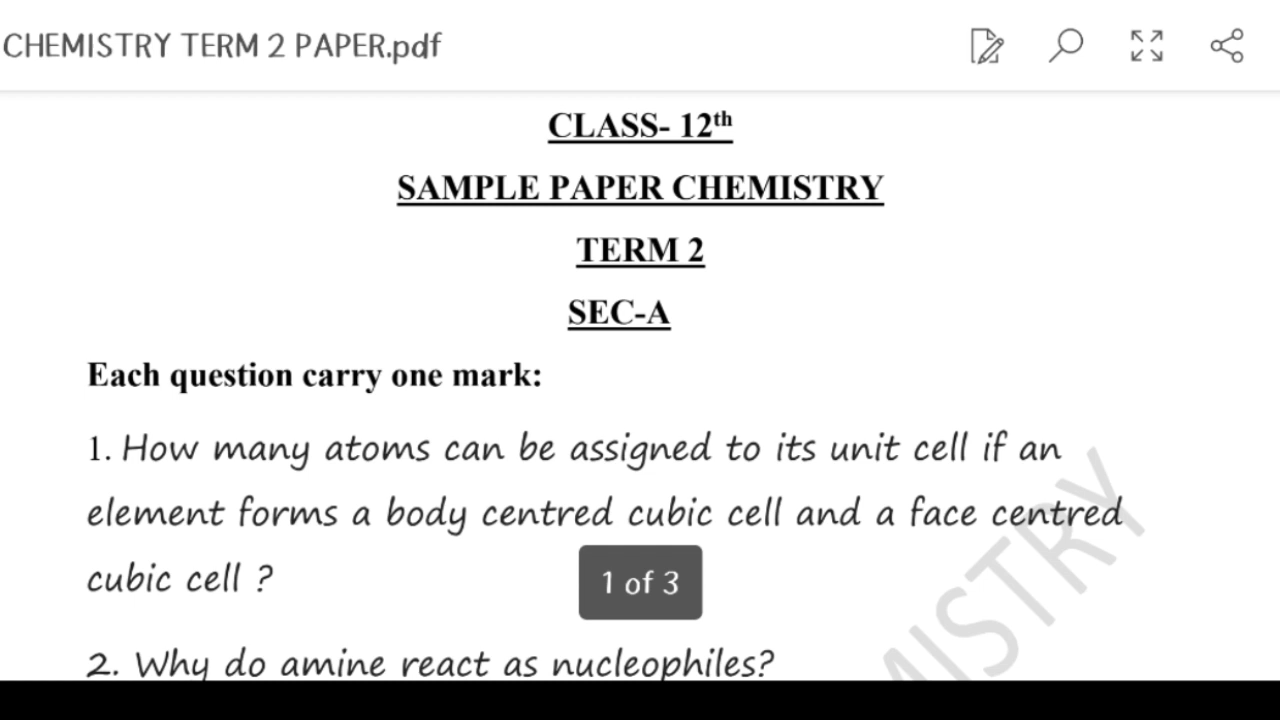 CHEMISTRY TERM 2 PAPER.pdf
CLASS- 12th
SAMPLE PAPER CHEMISTRY
TERM 2
SEC-A
Each question carry one mark:
1. How many atoms can be assigned to its unit cell if an
element forms a body centred cubic cell and a face centred
cubic cell ?
1 of 3
2. Why do amine react as nucleophiles?
MISTRY